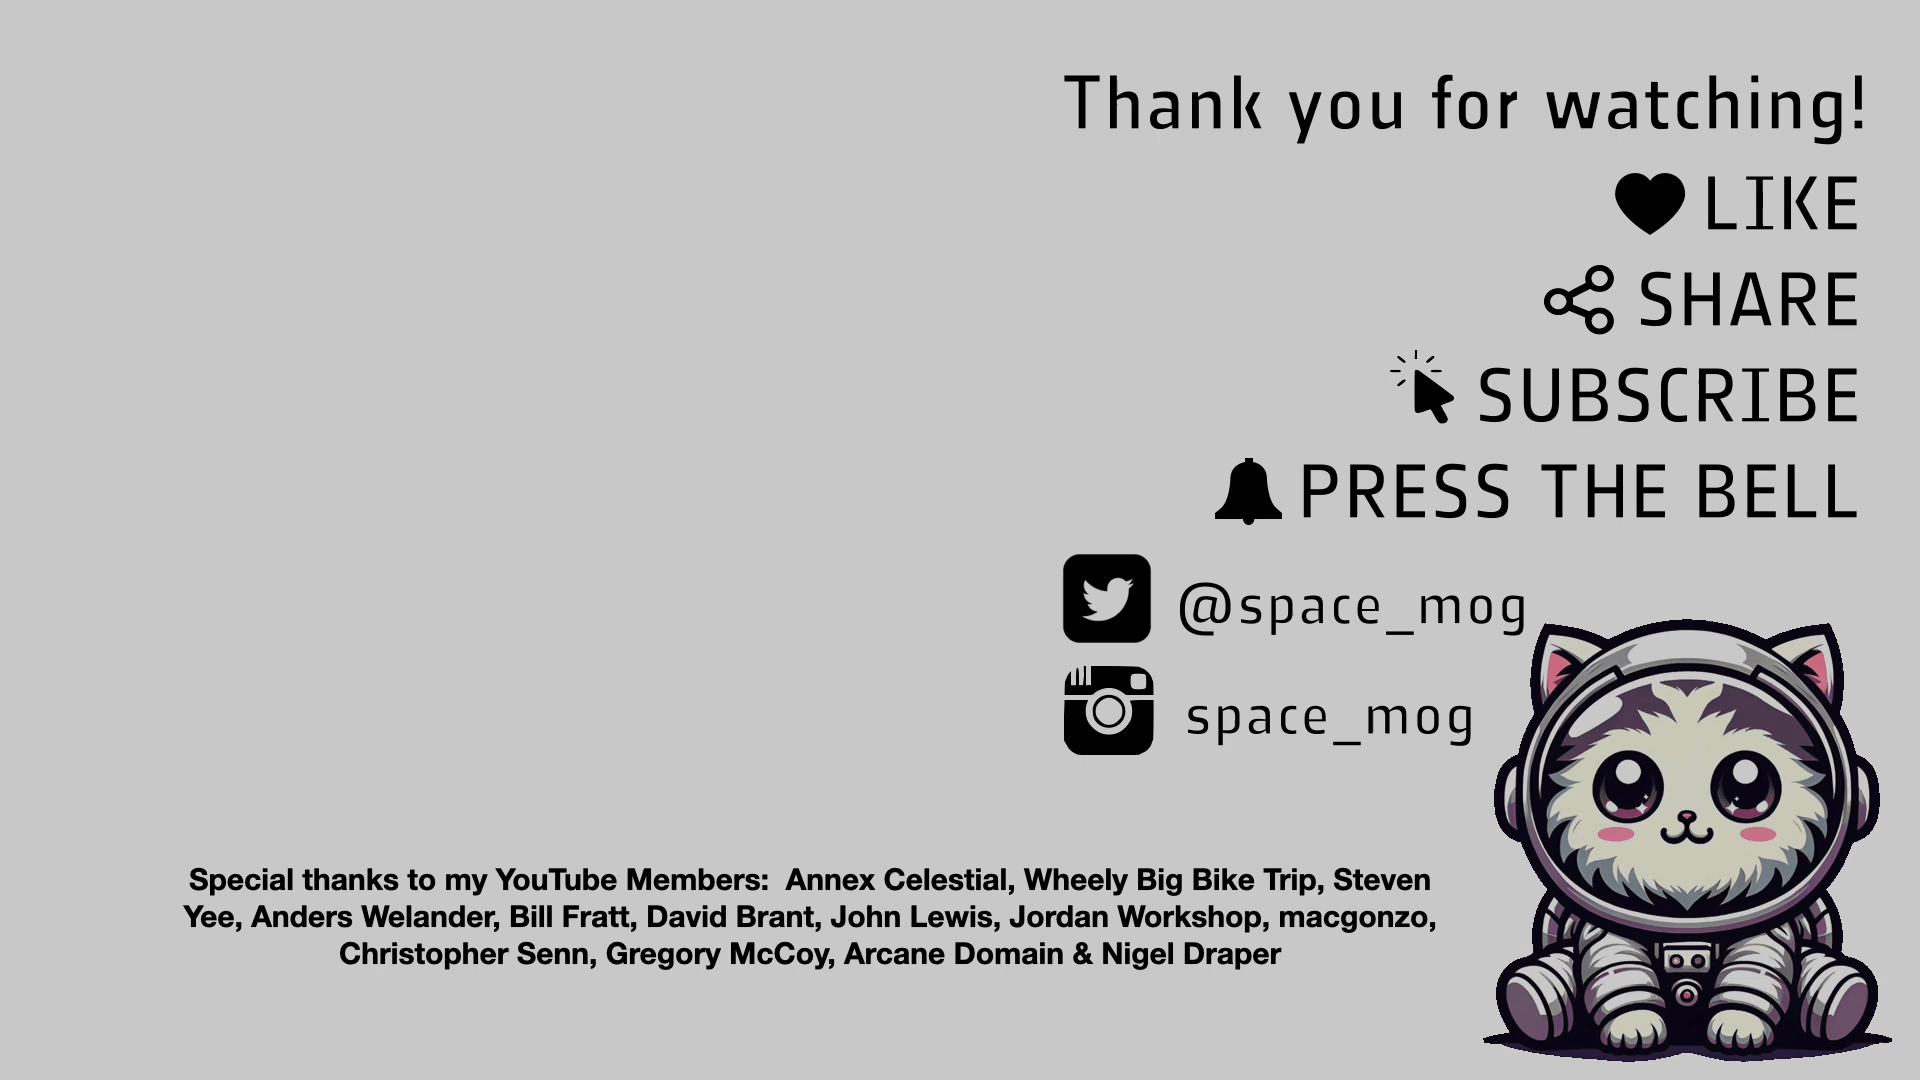 Thank you for watching!
LIKE
SHARE
SUBSCRIBE
PRESS THE BELL
@space_mog
space_mog
Special thanks to my YouTube Members:  Annex Celestial, Wheely Big Bike Trip, Steven
Yee, Anders Welander, Bill Fratt, David Brant, John Lewis, Jordan Workshop, macgonzo,
Christopher Senn, Gregory McCoy, Arcane Domain & Nigel Draper